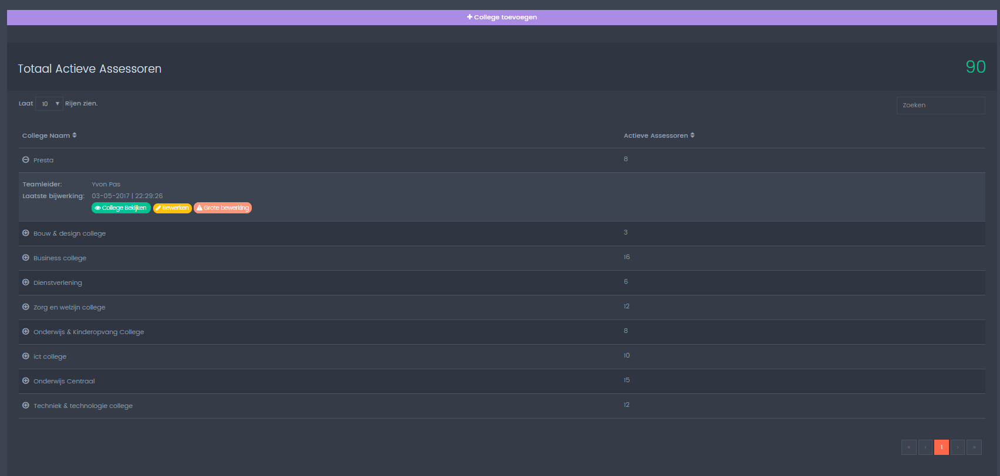 College toevoegen
Totaal Actieve Assessoren 90
Laat 10 Rijen zien. Zoeken
College Naam Actieve Assessoren
Presta 8
Teamleider: Yvon Pas
Laatste bijwerking: 03-05-2017 | 22:29:26
College Bekijken Bewerken Grote bewerking
Bouw & design college 3
Business college 16
Dienstverlening 6
Zorg en welzijn college 12
Onderwijs & Kinderopvang College 8
ict college 10
Onderwijs Centraal 15
Techniek & technologie college 12
« ‹ 1 › »